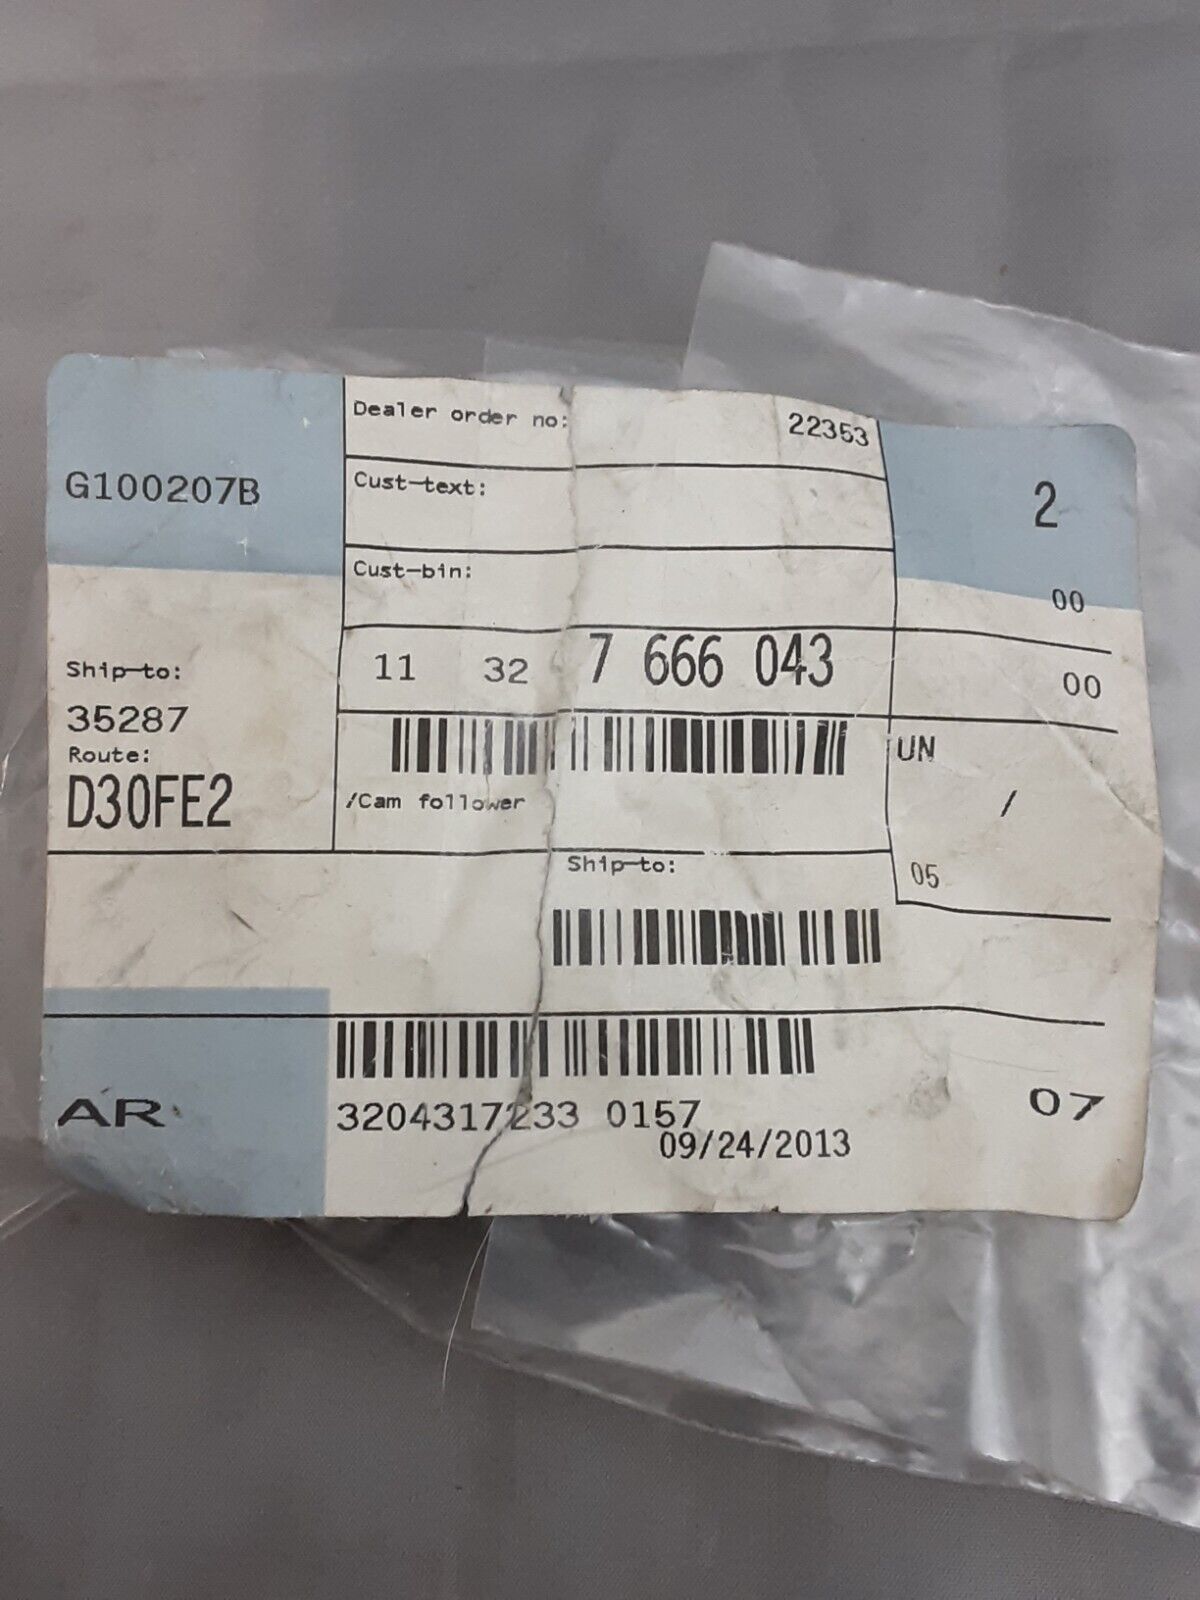 Dealer order no: 22353
G100207B
Cust-text:
2
Cust-bin:
00
Ship-to:
11 32 7 666 043
00
35287
Route:
UN
D30FE2
/Cam follower
/
Ship-to:
05
AR
3204317233 0157
07
09/24/2013